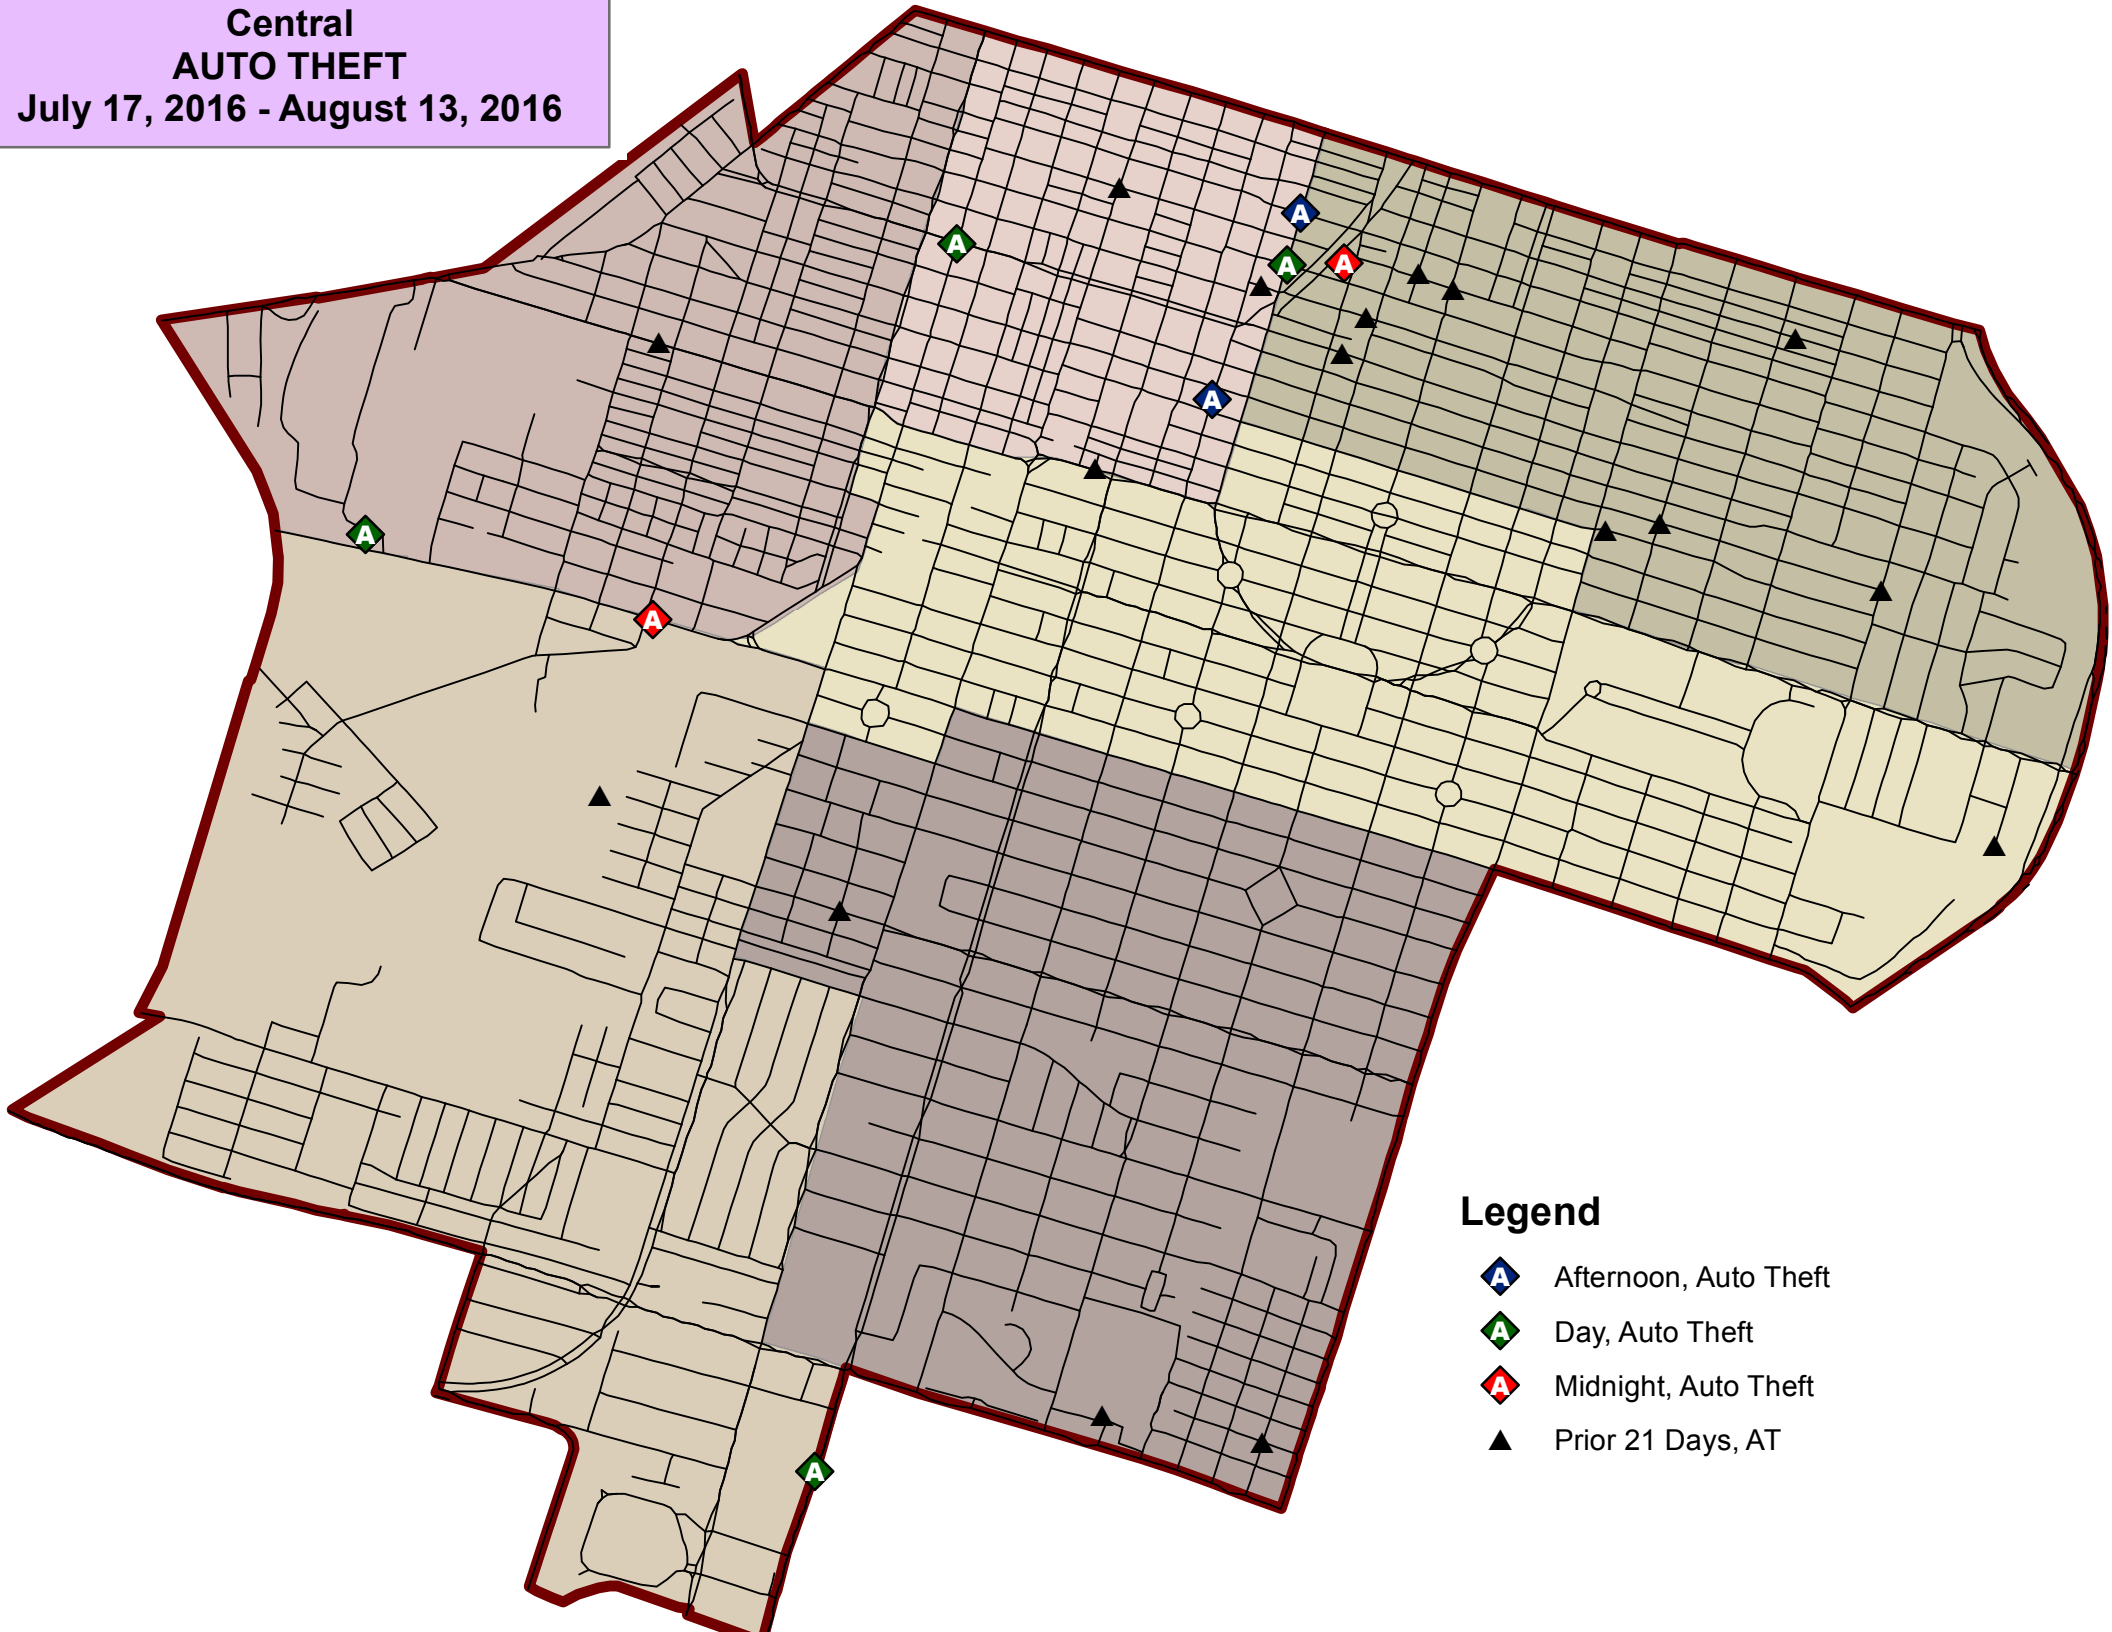 Central
AUTO THEFT
July 17, 2016 - August 13, 2016
A
A
A
A
A
A
A
A
A
Legend
A Afternoon, Auto Theft
A Day, Auto Theft
A Midnight, Auto Theft
Prior 21 Days, AT